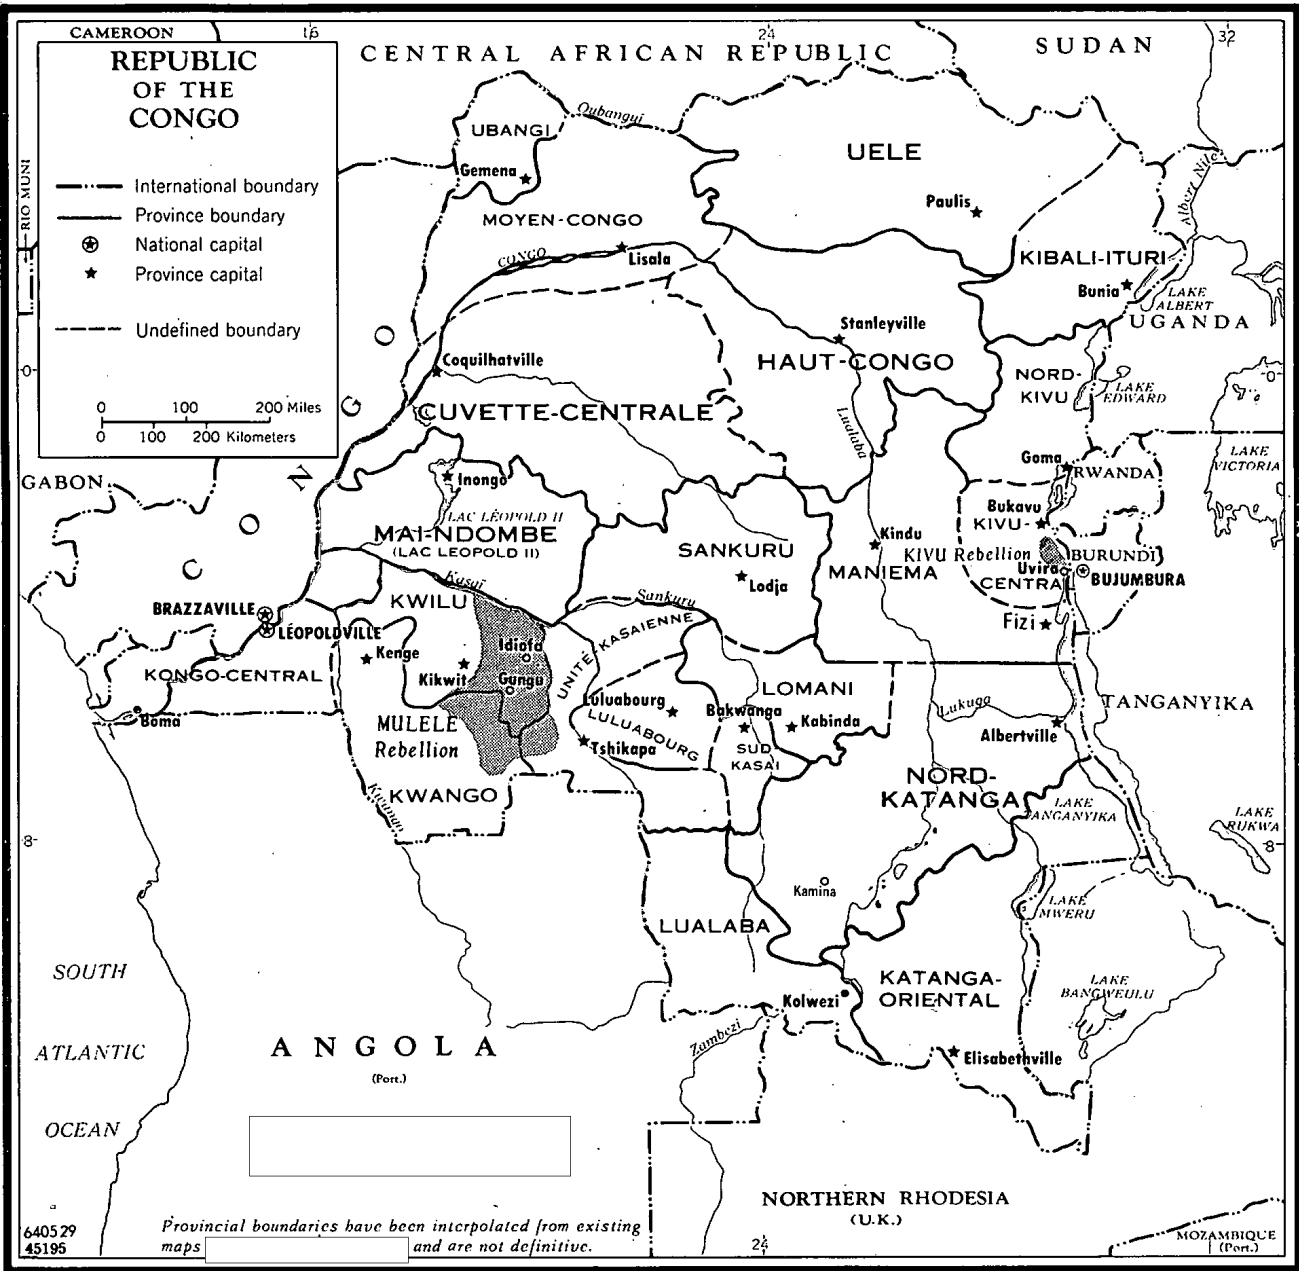 CAMEROON
16
24
32
CENTRAL AFRICAN REPUBLIC
SUDAN
REPUBLIC
OF THE
CONGO
International boundary
Province boundary
National capital
Province capital
Undefined boundary
0 100 200 Miles
0 100 200 Kilometers
RIO MUNI
UBANGI
Oubangui
Gemena
UELE
Paulis
Albert Nile
MOYEN-CONGO
CONGO
Lisala
KIBALI-ITURI
Bunia
LAKE
ALBERT
UGANDA
Stanleyville
HAUT-CONGO
Coquilhatville
CONGO
0
0
NORD-
KIVU
LAKE
EDWARD
CUVETTE-CENTRALE
Lualaba
Goma
RWANDA
LAKE
VICTORIA
GABON
Inongo
LAC LÉOPOLD II
MAI-NDOMBE
(LAC LEOPOLD II)
Bukavu
KIVU-
CENTRAL
Kindu
KIVU Rebellion
BURUNDI
Uvira
BUJUMBURA
SANKURU
Lodja
MANIEMA
Kasai
Sankuru
KWILU
BRAZZAVILLE
LÉOPOLDVILLE
Fizi
Idiofa
Kenge
Kikwit
Gungu
UNITÉ-KASAIENNE
KONGO-CENTRAL
Boma
LOMANI
Luluabourg
LULUABOURG
Bakwanga
Kabinda
Lukuga
Albertville
TANGANYIKA
MULELE
Rebellion
Tshikapa
SUD
KASAI
NORD-
KATANGA
KWANGO
LAKE
TANGANYIKA
LAKE
RUKWA
8
8
Kamina
LAKE
MWERU
LUALABA
SOUTH
ATLANTIC
OCEAN
KATANGA-
ORIENTAL
LAKE
BANGWEULU
Kolwezi
Zambezi
ANGOLA
(Port.)
Elisabethville
NORTHERN RHODESIA
(U.K.)
640529
45195
Provincial boundaries have been interpolated from existing
maps and are not definitive.
24
MOZAMBIQUE
(Port.)